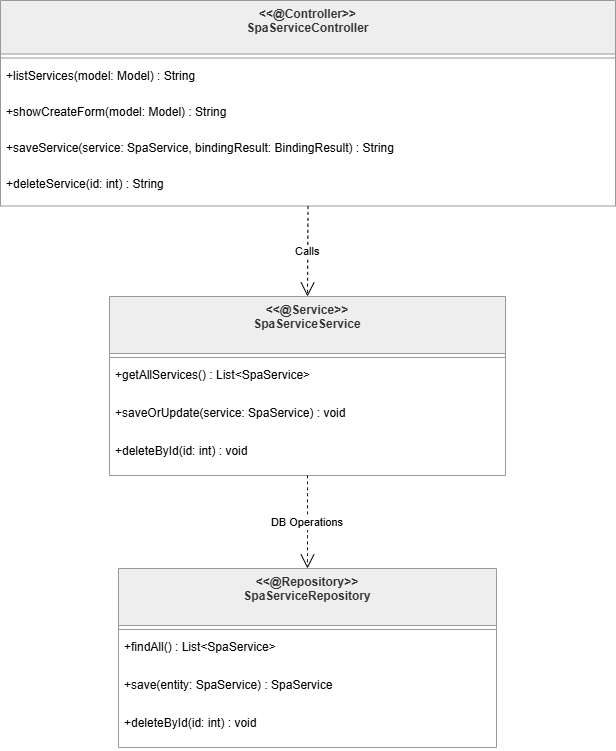 <<@Controller>>
SpaServiceController
+listServices(model: Model) : String
+showCreateForm(model: Model) : String
+saveService(service: SpaService, bindingResult: BindingResult) : String
+deleteService(id: int) : String
Calls
<<@Service>>
SpaServiceService
+getAllServices() : List<SpaService>
+saveOrUpdate(service: SpaService) : void
+deleteById(id: int) : void
DB Operations
<<@Repository>>
SpaServiceRepository
+findAll() : List<SpaService>
+save(entity: SpaService) : SpaService
+deleteById(id: int) : void